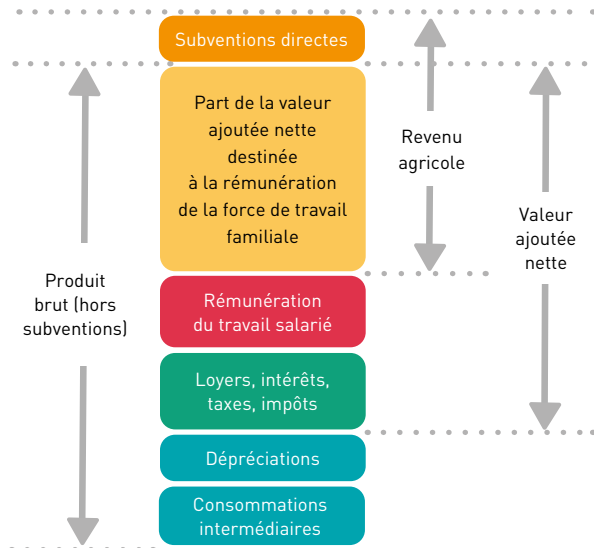 Subventions directes
Part de la valeur
ajoutée nette
destinée
à la rémunération
de la force de travail
familiale
Revenu
agricole
Valeur
ajoutée
nette
Produit
brut (hors
subventions)
Rémunération
du travail salarié
Loyers, intérêts,
taxes, impôts
Dépréciations
Consommations
intermédiaires